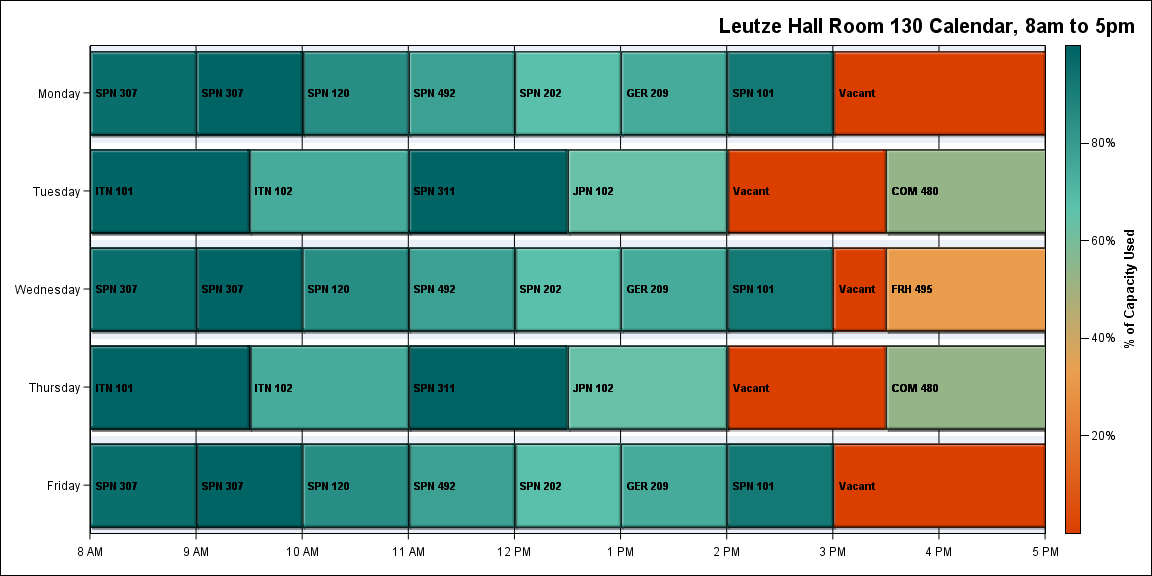 Leutze Hall Room 130 Calendar, 8am to 5pm
Monday
SPN 307
SPN 307
SPN 120
SPN 492
SPN 202
GER 209
SPN 101
Vacant
Tuesday
ITN 101
ITN 102
SPN 311
JPN 102
Vacant
COM 480
Wednesday
SPN 307
SPN 307
SPN 120
SPN 492
SPN 202
GER 209
SPN 101
Vacant
FRH 495
Thursday
ITN 101
ITN 102
SPN 311
JPN 102
Vacant
COM 480
Friday
SPN 307
SPN 307
SPN 120
SPN 492
SPN 202
GER 209
SPN 101
Vacant
8 AM
9 AM
10 AM
11 AM
12 PM
1 PM
2 PM
3 PM
4 PM
5 PM
80%
60%
40%
20%
% of Capacity Used